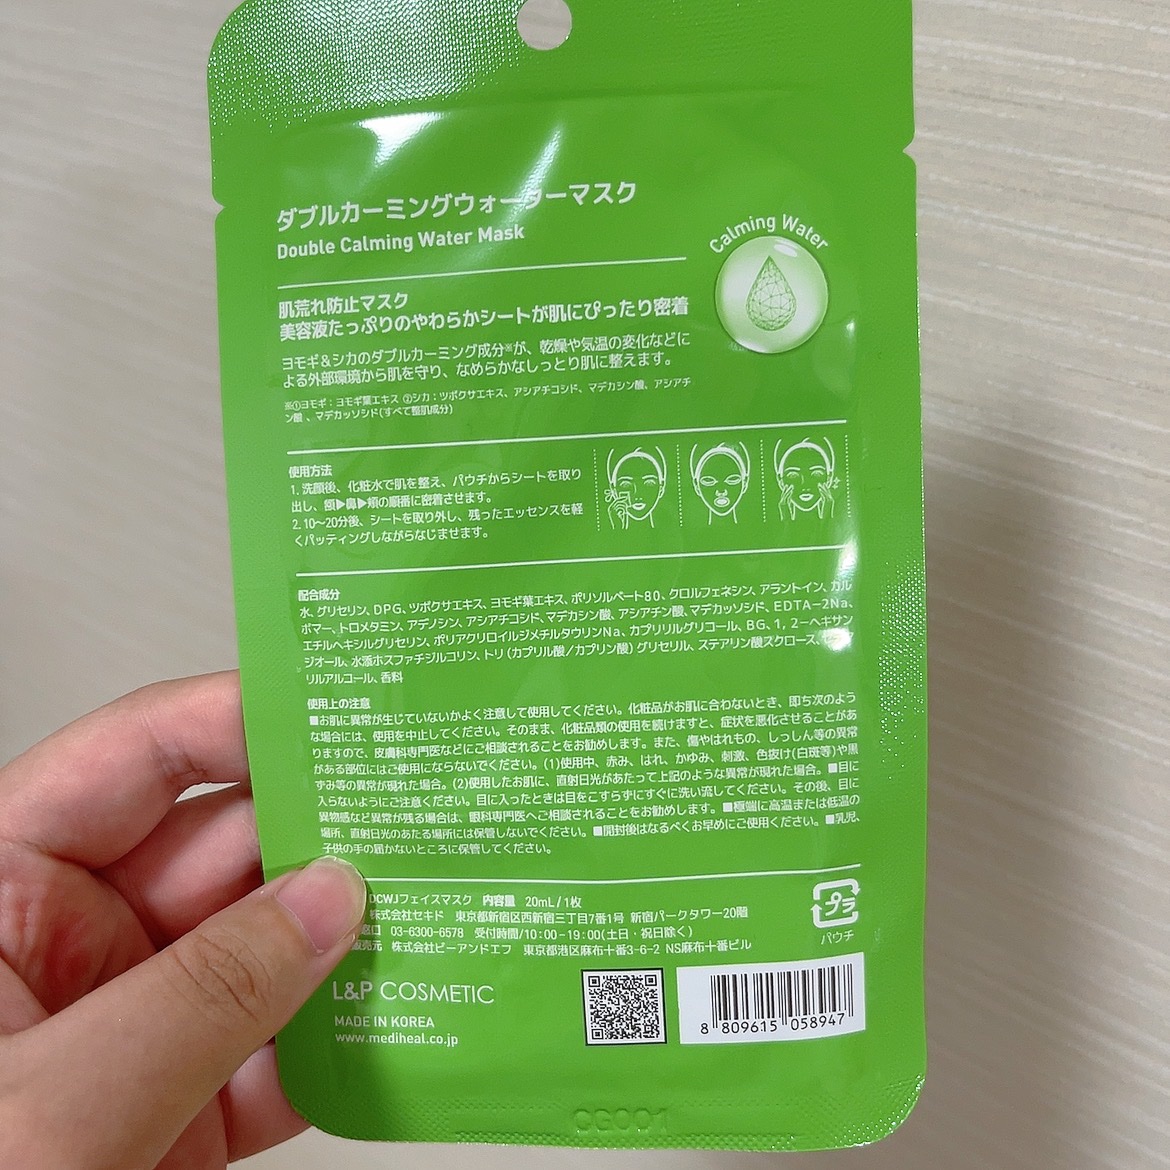 ダブルカーミングウォーターマスク
Double Calming Water Mask
Calming Water
肌荒れ防止マスク
美容液たっぷりのやわらかシートが肌にぴったり密着
ヨモギ&シカのダブルカーミング成分※が、乾燥や気温の変化などに
よる外部環境から肌を守り、なめらかなしっとり肌に整えます。
※①ヨモギ:ヨモギ葉エキス ②シカ:ツボクサエキス、アシアチコシド、マデカシン酸、アシアチ
ン酸、マデカッソシド(すべて整肌成分)
使用方法
1. 洗顔後、化粧水で肌を整え、パウチからシートを取り
出し、額▶鼻▶頬の順番に密着させます。
2. 10~20分後、シートを取り外し、残ったエッセンスを軽
くパッティングしながらなじませます。
配合成分
水、グリセリン、DPG、ツボクサエキス、ヨモギ葉エキス、ポリソルベート80、クロルフェネシン、アラントイン、カル
ボマー、トロメタミン、アデノシン、アシアチコシド、マデカシン酸、アシアチン酸、マデカッソシド、EDTA-2Na、
エチルヘキシルグリセリン、ポリアクリロイルジメチルタウリンNa、カプリリルグリコール、BG、1,2-ヘキサン
ジオール、水添ホスファチジルコリン、トリ(カプリル酸/カプリン酸)グリセリル、ステアリン酸スクロース、
リルアルコール、香料
使用上の注意
■お肌に異常が生じていないかよく注意して使用してください。化粧品がお肌に合わないとき、即ち次のよう
な場合には、使用を中止してください。そのまま、化粧品類の使用を続けますと、症状を悪化させることがあ
りますので、皮膚科専門医などにご相談されることをお勧めします。また、傷やはれもの、しっしん等の異常
がある部位にはご使用にならないでください。(1)使用中、赤み、はれ、かゆみ、刺激、色抜け(白斑等)や黒
ずみ等の異常が現れた場合。(2)使用したお肌に、直射日光があたって上記のような異常が現れた場合。■目に
入らないようにご注意ください。目に入ったときは目をこすらずにすぐに洗い流してください。その後、目に
異物感など異常が残る場合は、眼科専門医へご相談されることをお勧めします。■極端に高温または低温の
場所、直射日光のあたる場所には保管しないでください。■開封後はなるべくお早めにご使用ください。■乳児、
子供の手の届かないところに保管してください。
DCWJフェイスマスク 内容量 20mL/1枚
株式会社セキド 東京都新宿区西新宿三丁目7番1号 新宿パークタワー20階
窓口 03-6300-6578 受付時間/10:00-19:00(土日・祝日除く)
販売元 株式会社ビーアンドエフ 東京都港区麻布十番3-6-2 NS麻布十番ビル
プラ
パウチ
L&P COSMETIC
MADE IN KOREA
www.mediheal.co.jp
8 809615 058947
CG001